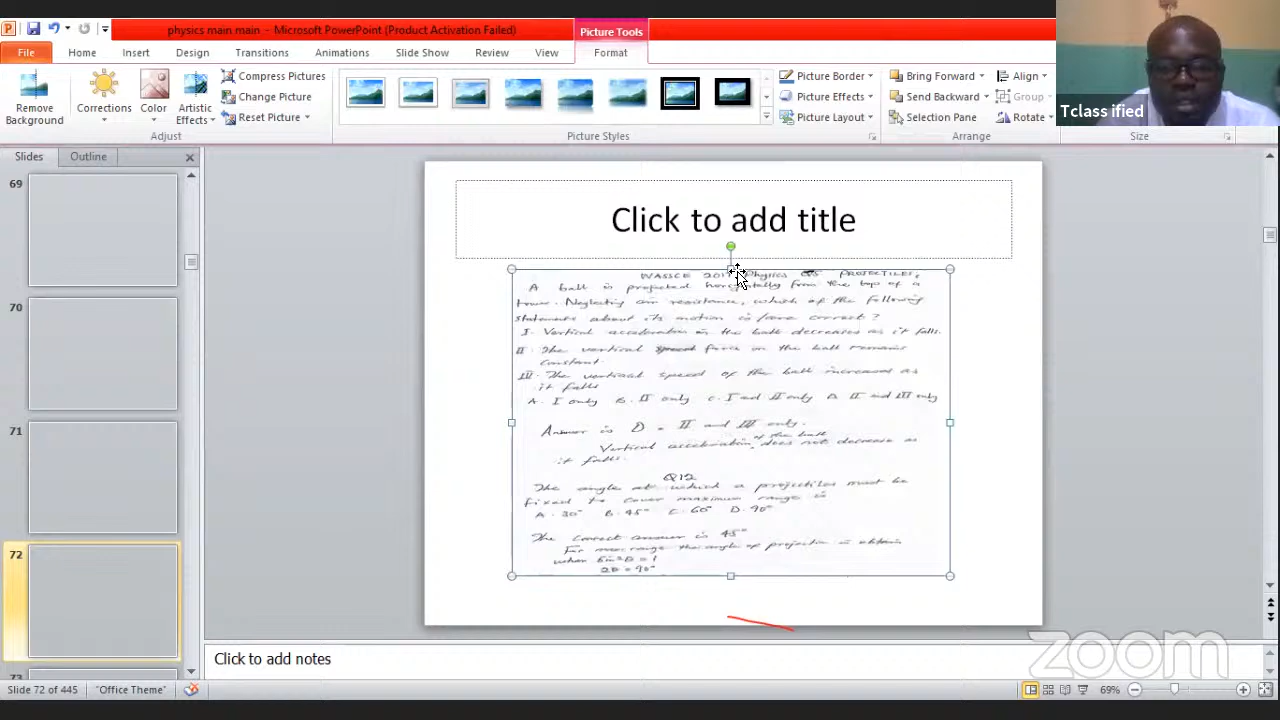 physics main main - Microsoft PowerPoint (Product Activation Failed)
Picture Tools
File Home Insert Design Transitions Animations Slide Show Review View Format
Remove Background
Corrections
Color
Artistic Effects
Compress Pictures
Change Picture
Reset Picture
Adjust
Picture Styles
Picture Border
Picture Effects
Picture Layout
Bring Forward
Send Backward
Selection Pane
Align
Group
Rotate
Arrange
Size
Tclass ified
Slides Outline
69
70
71
72
73
Click to add title
WASSCE Physics PROJECTILES,
A ball is projected horizontally from the top of a
tower. Neglecting air resistance, which of the following
statements about its motion is/are correct?
I. Vertical acceleration the ball decreases as it falls.
II. The vertical force on the ball remains
constant.
III. The vertical speed of the ball increases as
it falls
A. I only B. II only C. I and II only D. II and III only
Answer is D = II and III only.
Vertical acceleration of the ball does not decrease as
it falls.
Q12
The angle at which a projectiles must be
fixed to cover maximum range is
A. 30° B. 45° C. 60° D. 90°
The correct answer is 45°
For max range the angle of projection is obtain
when Sin2θ = 1
2θ = 90°
Click to add notes
Slide 72 of 445 "Office Theme" 69%
zoom